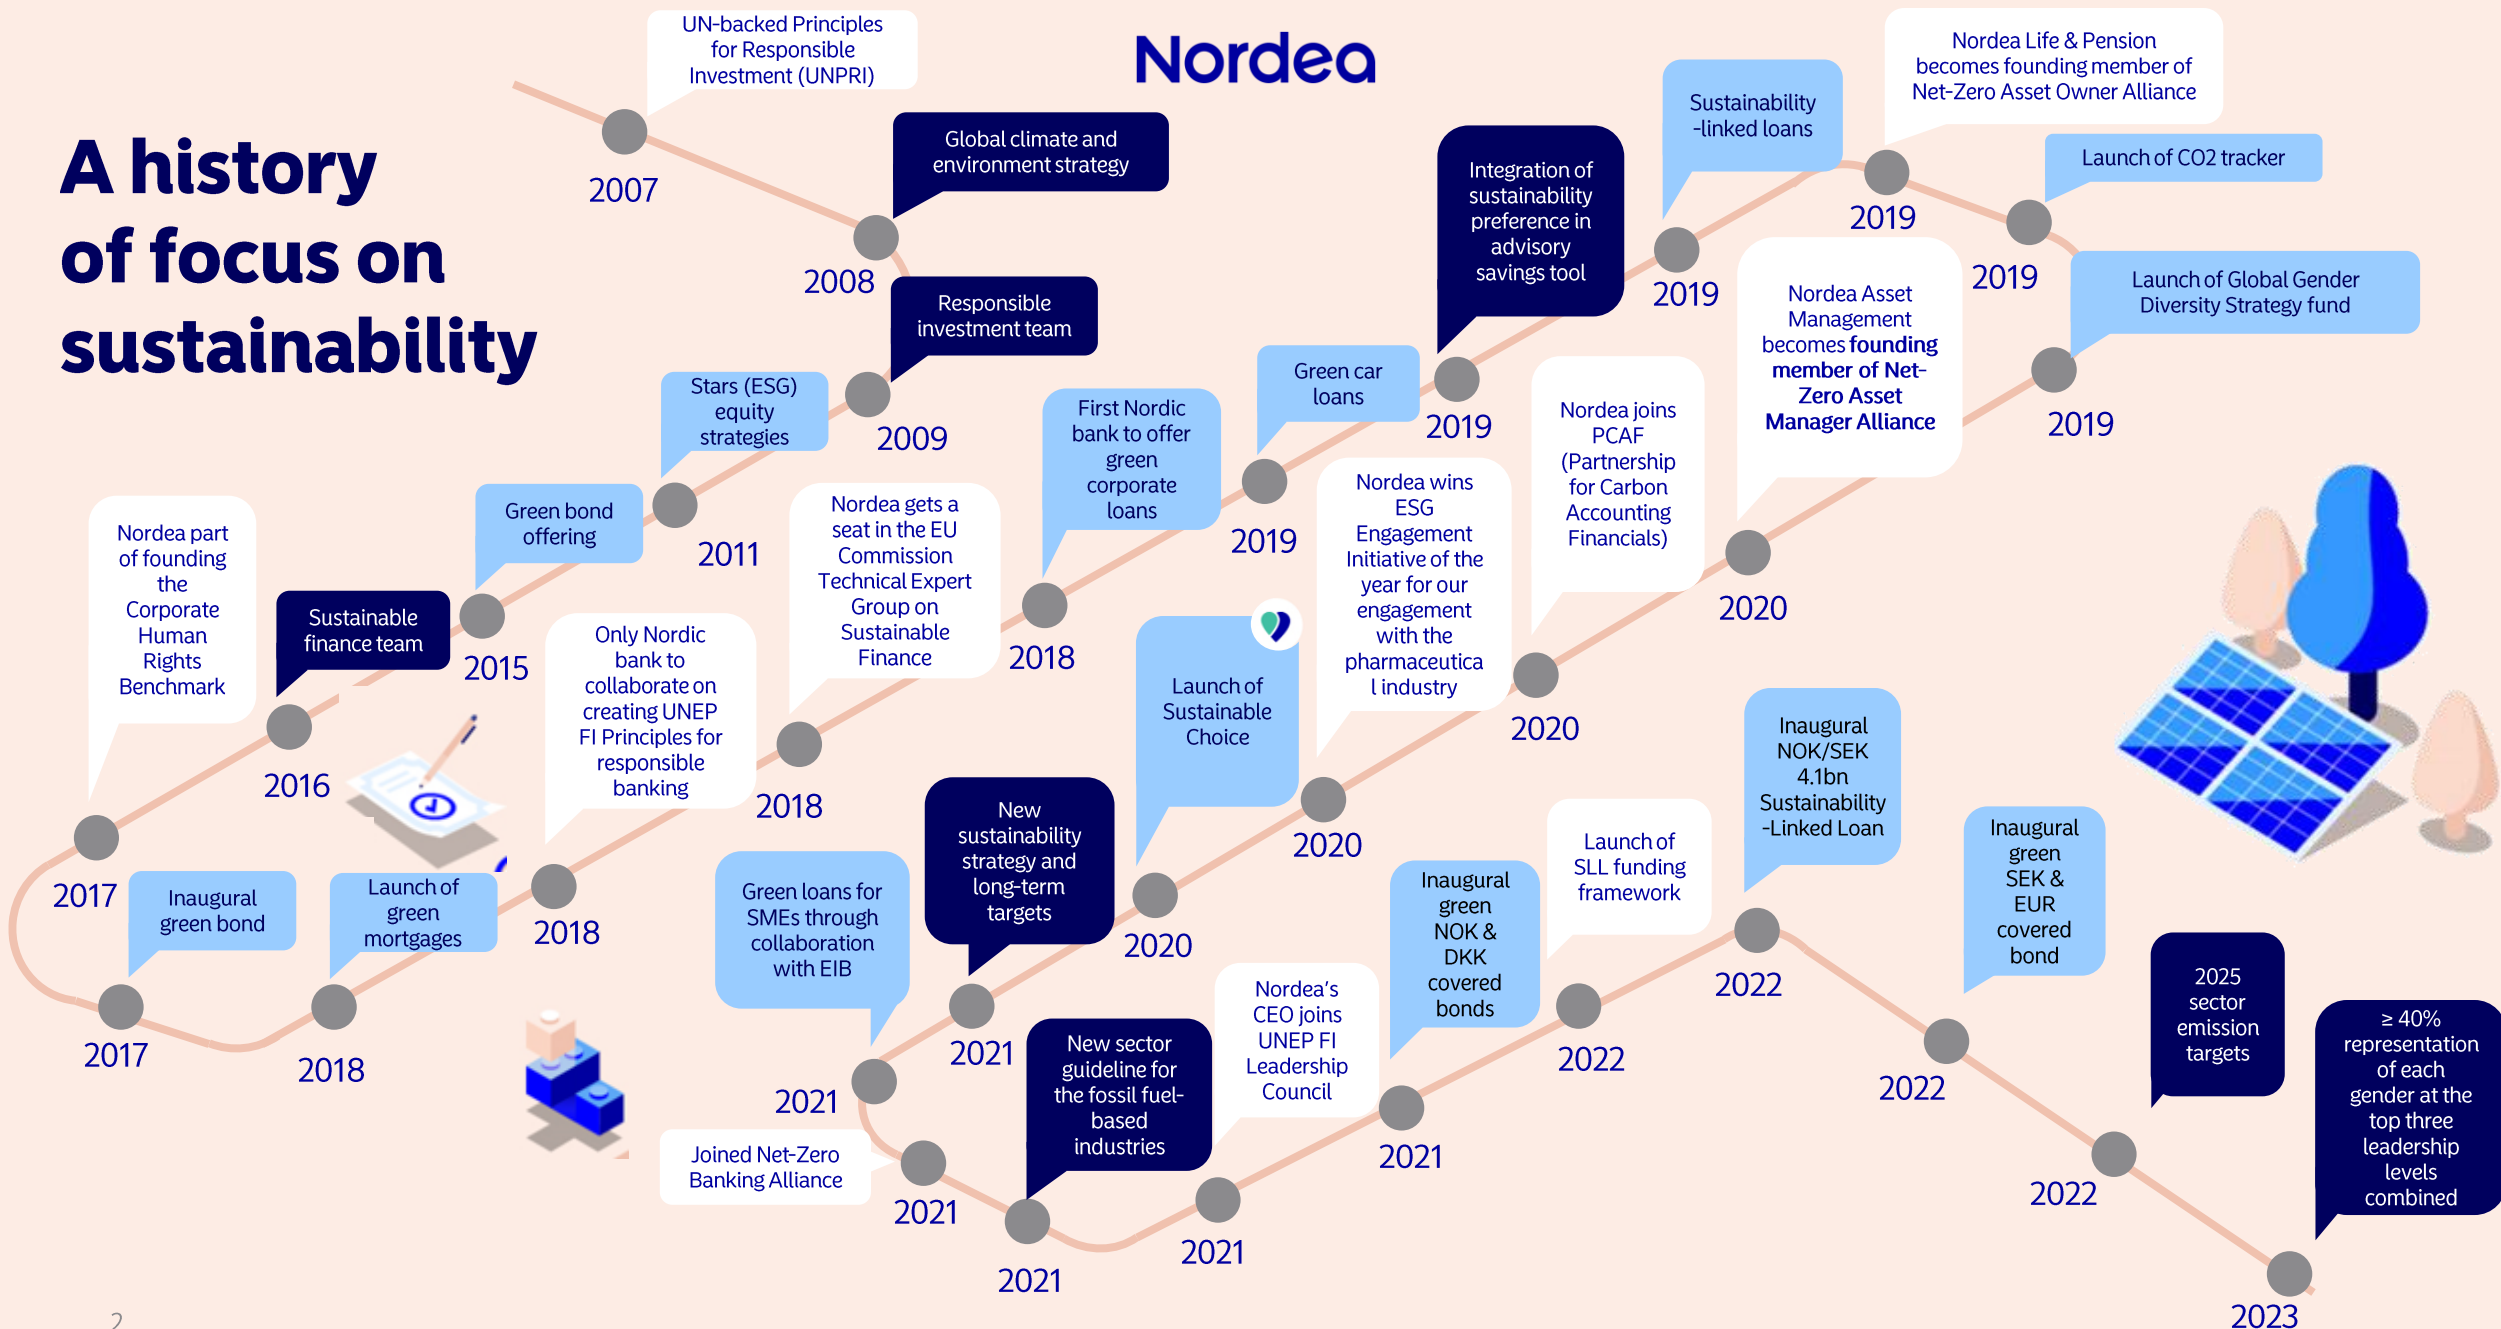 Nordea
A history
of focus on
sustainability
UN-backed Principles
for Responsible
Investment (UNPRI)
2007
Global climate and
environment strategy
2008
Responsible
investment team
2009
Stars (ESG)
equity
strategies
2011
Green bond
offering
2015
Sustainable
finance team
2016
Nordea part
of founding
the
Corporate
Human
Rights
Benchmark
2017
Inaugural
green bond
2017
Launch of
green
mortgages
2018
Only Nordic
bank to
collaborate on
creating UNEP
FI Principles for
responsible
banking
2018
Nordea gets a
seat in the EU
Commission
Technical Expert
Group on
Sustainable
Finance
2018
First Nordic
bank to offer
green
corporate
loans
2018
Green car
loans
2019
Integration of
sustainability
preference in
advisory
savings tool
2019
Sustainability
-linked loans
2019
Nordea Life & Pension
becomes founding member of
Net-Zero Asset Owner Alliance
2019
Launch of CO2 tracker
2019
Launch of Global Gender
Diversity Strategy fund
2019
Nordea Asset
Management
becomes founding
member of Net-
Zero Asset
Manager Alliance
2020
Nordea joins
PCAF
(Partnership
for Carbon
Accounting
Financials)
2020
Nordea wins
ESG
Engagement
Initiative of the
year for our
engagement
with the
pharmaceutica
l industry
2020
Launch of
Sustainable
Choice
2020
New
sustainability
strategy and
long-term
targets
2021
Green loans for
SMEs through
collaboration
with EIB
2021
Joined Net-Zero
Banking Alliance
2021
New sector
guideline for
the fossil fuel-
based
industries
2021
Nordea's
CEO joins
UNEP FI
Leadership
Council
2021
Inaugural
green
NOK &
DKK
covered
bonds
2021
Launch of
SLL funding
framework
2022
Inaugural
NOK/SEK
4.1bn
Sustainability
-Linked Loan
2022
Inaugural
green
SEK &
EUR
covered
bond
2022
2025
sector
emission
targets
2022
≥ 40%
representation
of each
gender at the
top three
leadership
levels
combined
2023
2